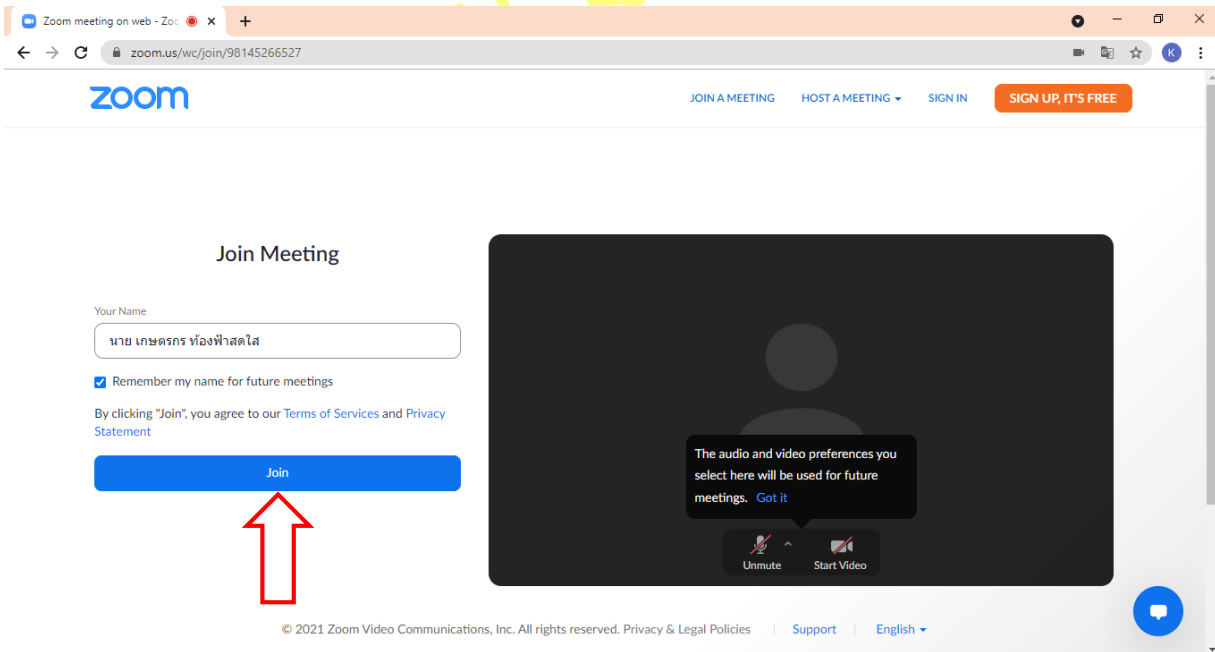 Zoom meeting on web - Zoo
zoom.us/wc/join/98145266527
K
zoom
JOIN A MEETING
HOST A MEETING
SIGN IN
SIGN UP, IT'S FREE
Join Meeting
Your Name
นาย เกษตรกร ท้องฟ้าสดใส
Remember my name for future meetings
By clicking "Join", you agree to our Terms of Services and Privacy
Statement
Join
The audio and video preferences you
select here will be used for future
meetings. Got it
Unmute
Start Video
© 2021 Zoom Video Communications, Inc. All rights reserved. Privacy & Legal Policies
Support
English